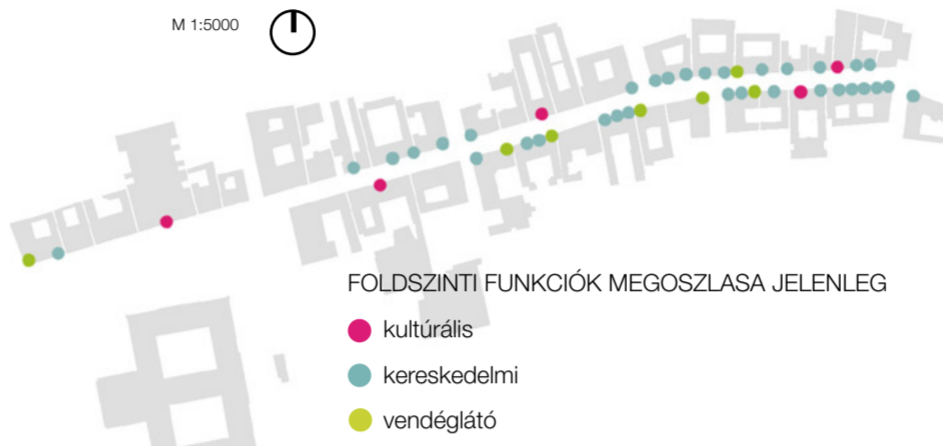 M 1:5000
FOLDSZINTI FUNKCIÓK MEGOSZLASA JELENLEG
kultúrális
kereskedelmi
vendéglátó